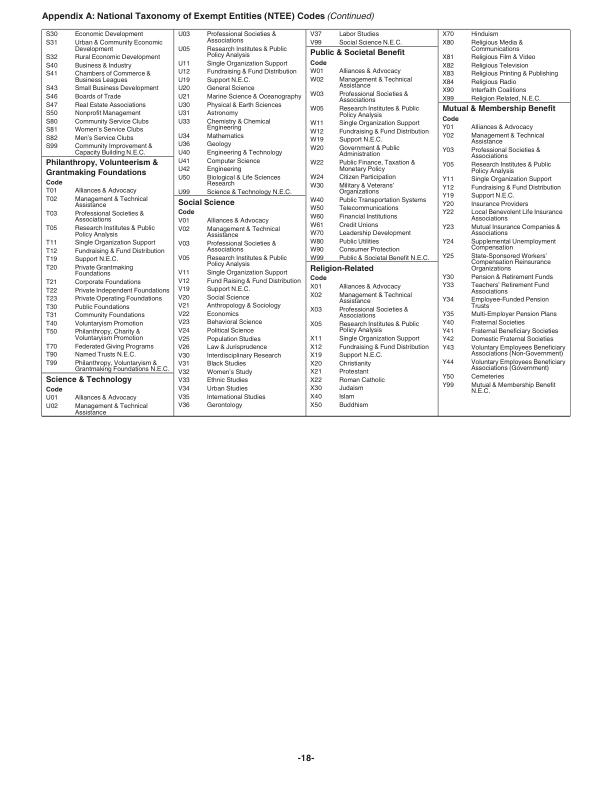 Appendix A: National Taxonomy of Exempt Entities (NTEE) Codes (Continued)
S30 Economic Development
S31 Urban & Community Economic
Development
S32 Rural Economic Development
S40 Business & Industry
S41 Chambers of Commerce &
Business Leagues
S43 Small Business Development
S46 Boards of Trade
S47 Real Estate Associations
S50 Nonprofit Management
S80 Community Service Clubs
S81 Women's Service Clubs
S82 Men's Service Clubs
S99 Community Improvement &
Capacity Building N.E.C.
Philanthropy, Volunteerism &
Grantmaking Foundations
Code
T01 Alliances & Advocacy
T02 Management & Technical
Assistance
T03 Professional Societies &
Associations
T05 Research Institutes & Public
Policy Analysis
T11 Single Organization Support
T12 Fundraising & Fund Distribution
T19 Support N.E.C.
T20 Private Grantmaking
Foundations
T21 Corporate Foundations
T22 Private Independent Foundations
T23 Private Operating Foundations
T30 Public Foundations
T31 Community Foundations
T40 Voluntaryism Promotion
T50 Philanthropy, Charity &
Voluntaryism Promotion
T70 Federated Giving Programs
T90 Named Trusts N.E.C.
T99 Philanthropy, Voluntaryism &
Grantmaking Foundations N.E.C.
Science & Technology
Code
U01 Alliances & Advocacy
U02 Management & Technical
Assistance
U03 Professional Societies &
Associations
U05 Research Institutes & Public
Policy Analysis
U11 Single Organization Support
U12 Fundraising & Fund Distribution
U19 Support N.E.C.
U20 General Science
U21 Marine Science & Oceanography
U30 Physical & Earth Sciences
U31 Astronomy
U33 Chemistry & Chemical
Engineering
U34 Mathematics
U36 Geology
U40 Engineering & Technology
U41 Computer Science
U42 Engineering
U50 Biological & Life Sciences
Research
U99 Science & Technology N.E.C.
Social Science
Code
V01 Alliances & Advocacy
V02 Management & Technical
Assistance
V03 Professional Societies &
Associations
V05 Research Institutes & Public
Policy Analysis
V11 Single Organization Support
V12 Fund Raising & Fund Distribution
V19 Support N.E.C.
V20 Social Science
V21 Anthropology & Sociology
V22 Economics
V23 Behavioral Science
V24 Political Science
V25 Population Studies
V26 Law & Jurisprudence
V30 Interdisciplinary Research
V31 Black Studies
V32 Women's Study
V33 Ethnic Studies
V34 Urban Studies
V35 International Studies
V36 Gerontology
V37 Labor Studies
V99 Social Science N.E.C.
Public & Societal Benefit
Code
W01 Alliances & Advocacy
W02 Management & Technical
Assistance
W03 Professional Societies &
Associations
W05 Research Institutes & Public
Policy Analysis
W11 Single Organization Support
W12 Fundraising & Fund Distribution
W19 Support N.E.C.
W20 Government & Public
Administration
W22 Public Finance, Taxation &
Monetary Policy
W24 Citizen Participation
W30 Military & Veterans'
Organizations
W40 Public Transportation Systems
W50 Telecommunications
W60 Financial Institutions
W61 Credit Unions
W70 Leadership Development
W80 Public Utilities
W90 Consumer Protection
W99 Public & Societal Benefit N.E.C.
Religion-Related
Code
X01 Alliances & Advocacy
X02 Management & Technical
Assistance
X03 Professional Societies &
Associations
X05 Research Institutes & Public
Policy Analysis
X11 Single Organization Support
X12 Fundraising & Fund Distribution
X19 Support N.E.C.
X20 Christianity
X21 Protestant
X22 Roman Catholic
X30 Judaism
X40 Islam
X50 Buddhism
X70 Hinduism
X80 Religious Media &
Communications
X81 Religious Film & Video
X82 Religious Television
X83 Religious Printing & Publishing
X84 Religious Radio
X90 Interfaith Coalitions
X99 Religion Related, N.E.C.
Mutual & Membership Benefit
Code
Y01 Alliances & Advocacy
Y02 Management & Technical
Assistance
Y03 Professional Societies &
Associations
Y05 Research Institutes & Public
Policy Analysis
Y11 Single Organization Support
Y12 Fundraising & Fund Distribution
Y19 Support N.E.C.
Y20 Insurance Providers
Y22 Local Benevolent Life Insurance
Associations
Y23 Mutual Insurance Companies &
Associations
Y24 Supplemental Unemployment
Compensation
Y25 State-Sponsored Workers'
Compensation Reinsurance
Organizations
Y30 Pension & Retirement Funds
Y33 Teachers' Retirement Fund
Associations
Y34 Employee-Funded Pension
Trusts
Y35 Multi-Employer Pension Plans
Y40 Fraternal Societies
Y41 Fraternal Beneficiary Societies
Y42 Domestic Fraternal Societies
Y43 Voluntary Employees Beneficiary
Associations (Non-Government)
Y44 Voluntary Employees Beneficiary
Associations (Government)
Y50 Cemeteries
Y99 Mutual & Membership Benefit
N.E.C.
-18-